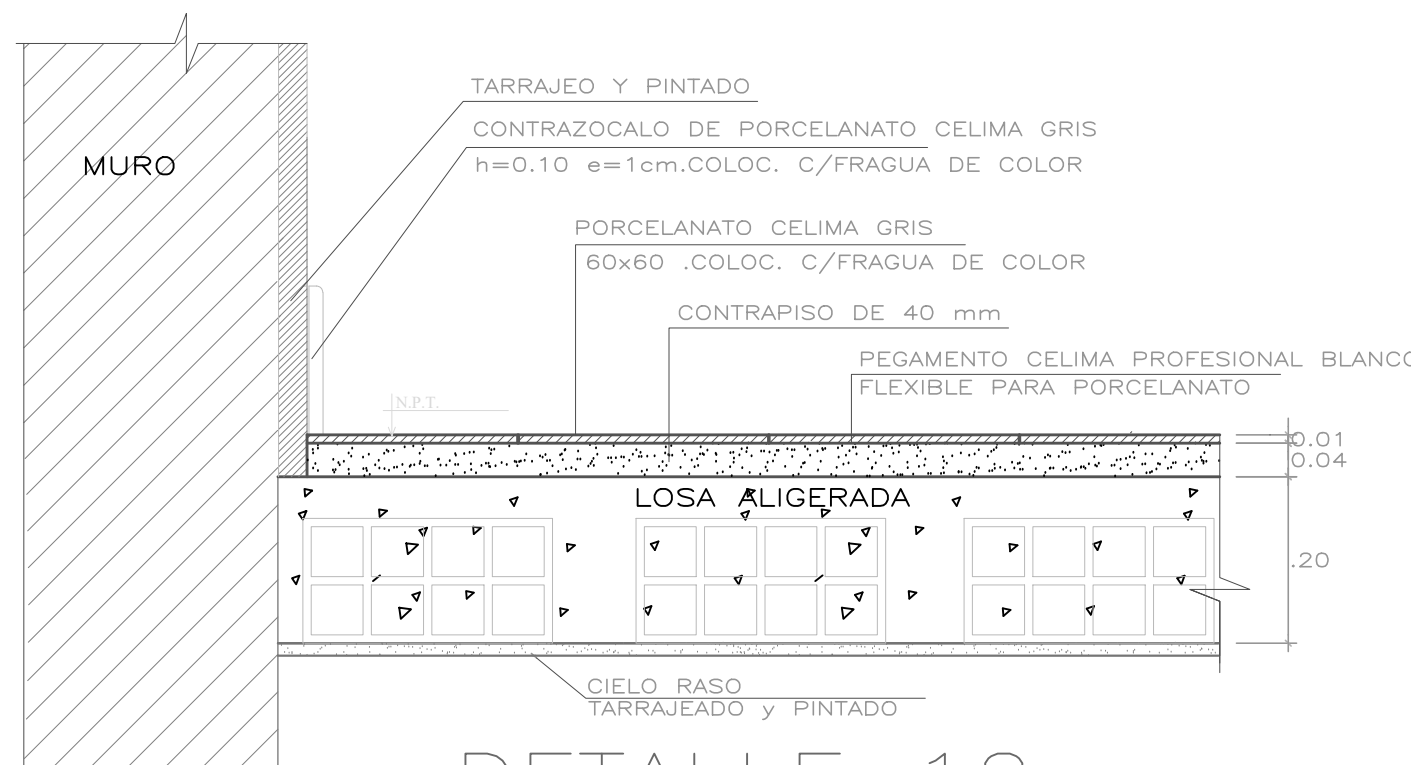 TARRAJEO Y PINTADO
CONTRAZOCALO DE PORCELANATO CELIMA GRIS
MURO
h=0.10 e=1cm.COLOC. C/FRAGUA DE COLOR
PORCELANATO CELIMA GRIS
60x60 .COLOC. C/FRAGUA DE COLOR
CONTRAPISO DE 40 mm
PEGAMENTO CELIMA PROFESIONAL BLANCO
FLEXIBLE PARA PORCELANATO
N.P.T.
0.01
0.04
LOSA ALIGERADA
.20
CIELO RASO
TARRAJEADO y PINTADO
DETALLE